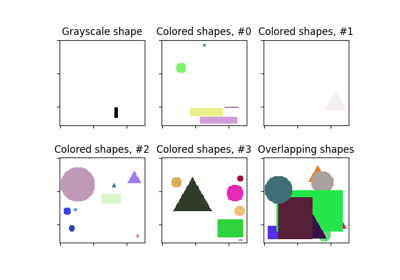 Grayscale shape
Colored shapes, #0
Colored shapes, #1
Colored shapes, #2
Colored shapes, #3
Overlapping shapes